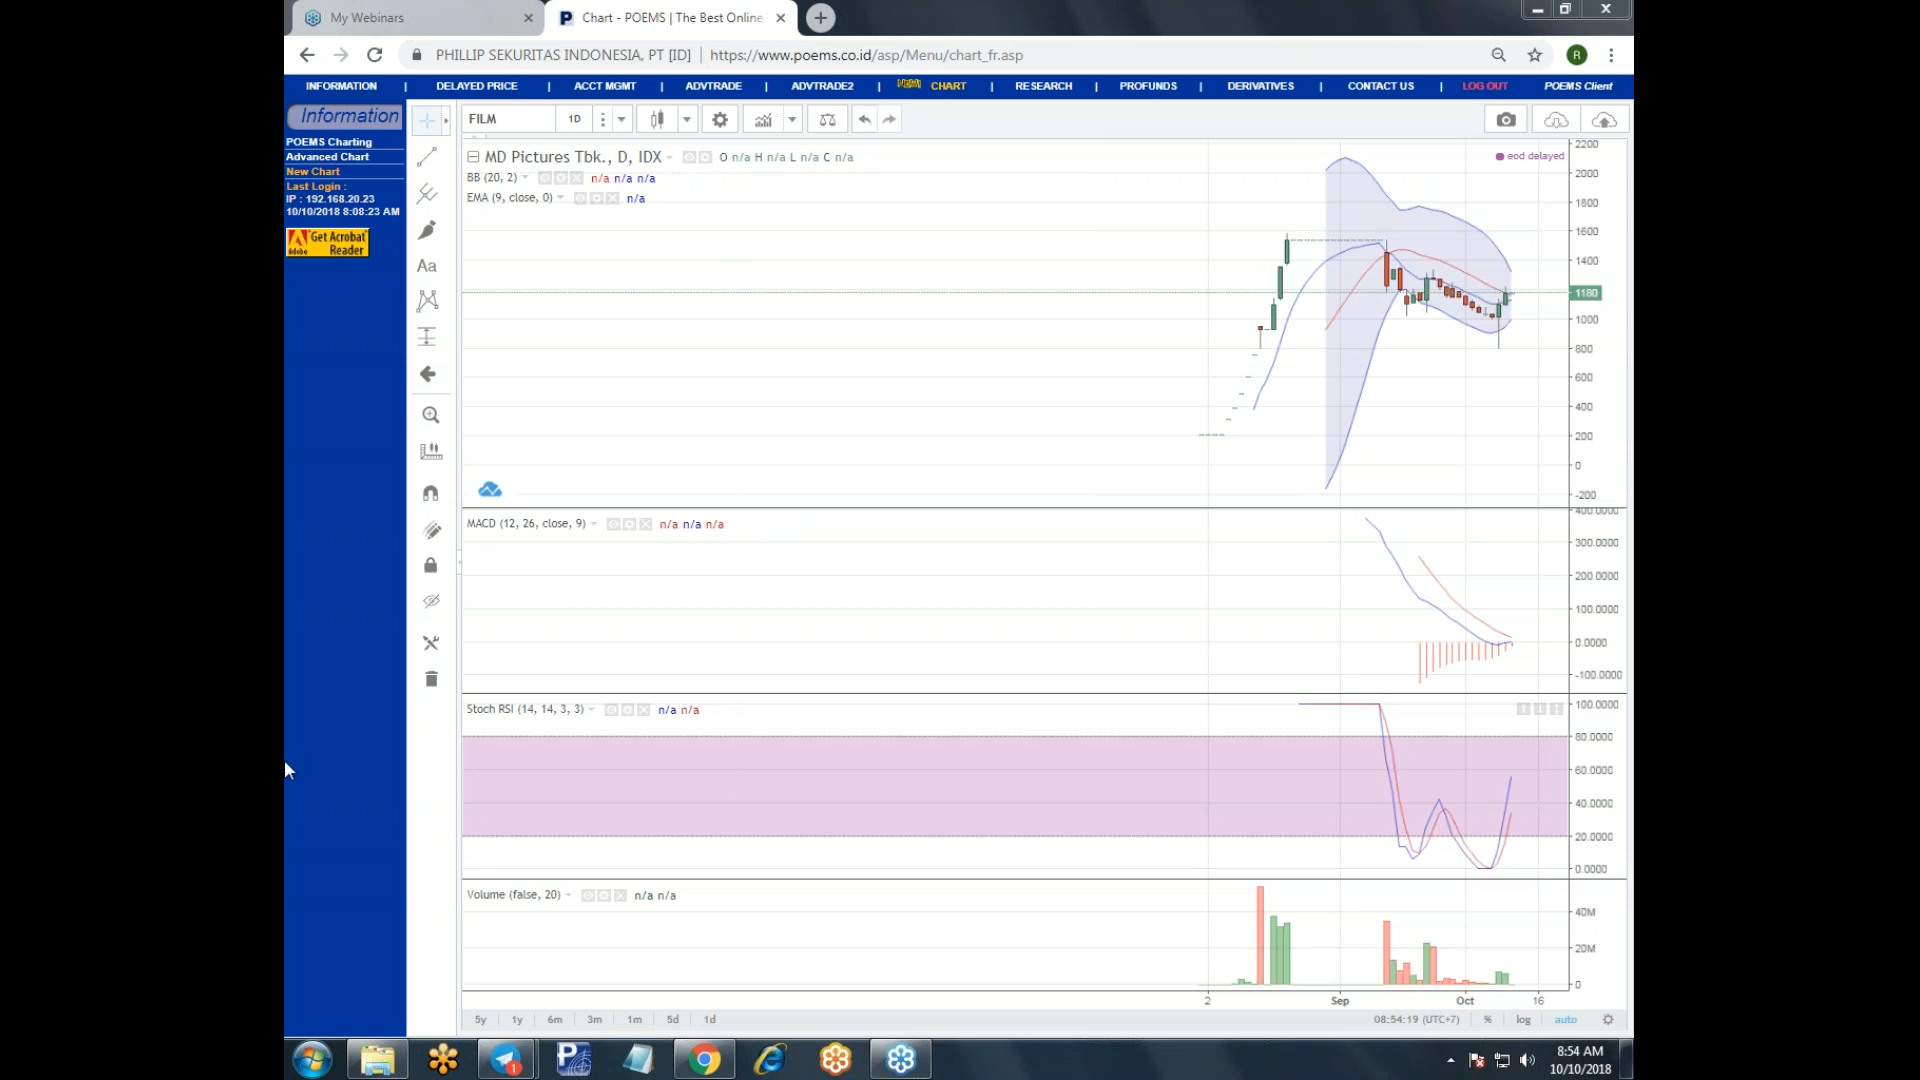 My Webinars
Chart - POEMS | The Best Online
PHILLIP SEKURITAS INDONESIA, PT [ID] | https://www.poems.co.id/asp/Menu/chart_fr.asp
R
INFORMATION | DELAYED PRICE | ACCT MGMT | ADVTRADE | ADVTRADE2 | NEW! CHART | RESEARCH | PROFUNDS | DERIVATIVES | CONTACT US | LOG OUT POEMS Client
Information
POEMS Charting
Advanced Chart
New Chart
Last Login :
IP : 192.168.20.23
10/10/2018 8:08:23 AM
Get Acrobat
Adobe Reader
FILM 1D
MD Pictures Tbk., D, IDX O n/a H n/a L n/a C n/a
eod delayed
BB (20, 2) n/a n/a n/a
EMA (9, close, 0) n/a
Aa
2200
2000
1800
1600
1400
1180
1000
800
600
400
200
0
-200
MACD (12, 26, close, 9) n/a n/a n/a
400.0000
300.0000
200.0000
100.0000
0.0000
-100.0000
Stoch RSI (14, 14, 3, 3) n/a n/a
100.0000
80.0000
60.0000
40.0000
20.0000
0.0000
Volume (false, 20) n/a n/a
40M
20M
0
2 Sep Oct 16
5y 1y 6m 3m 1m 5d 1d
08:54:19 (UTC+7) % log auto
1
8:54 AM
10/10/2018